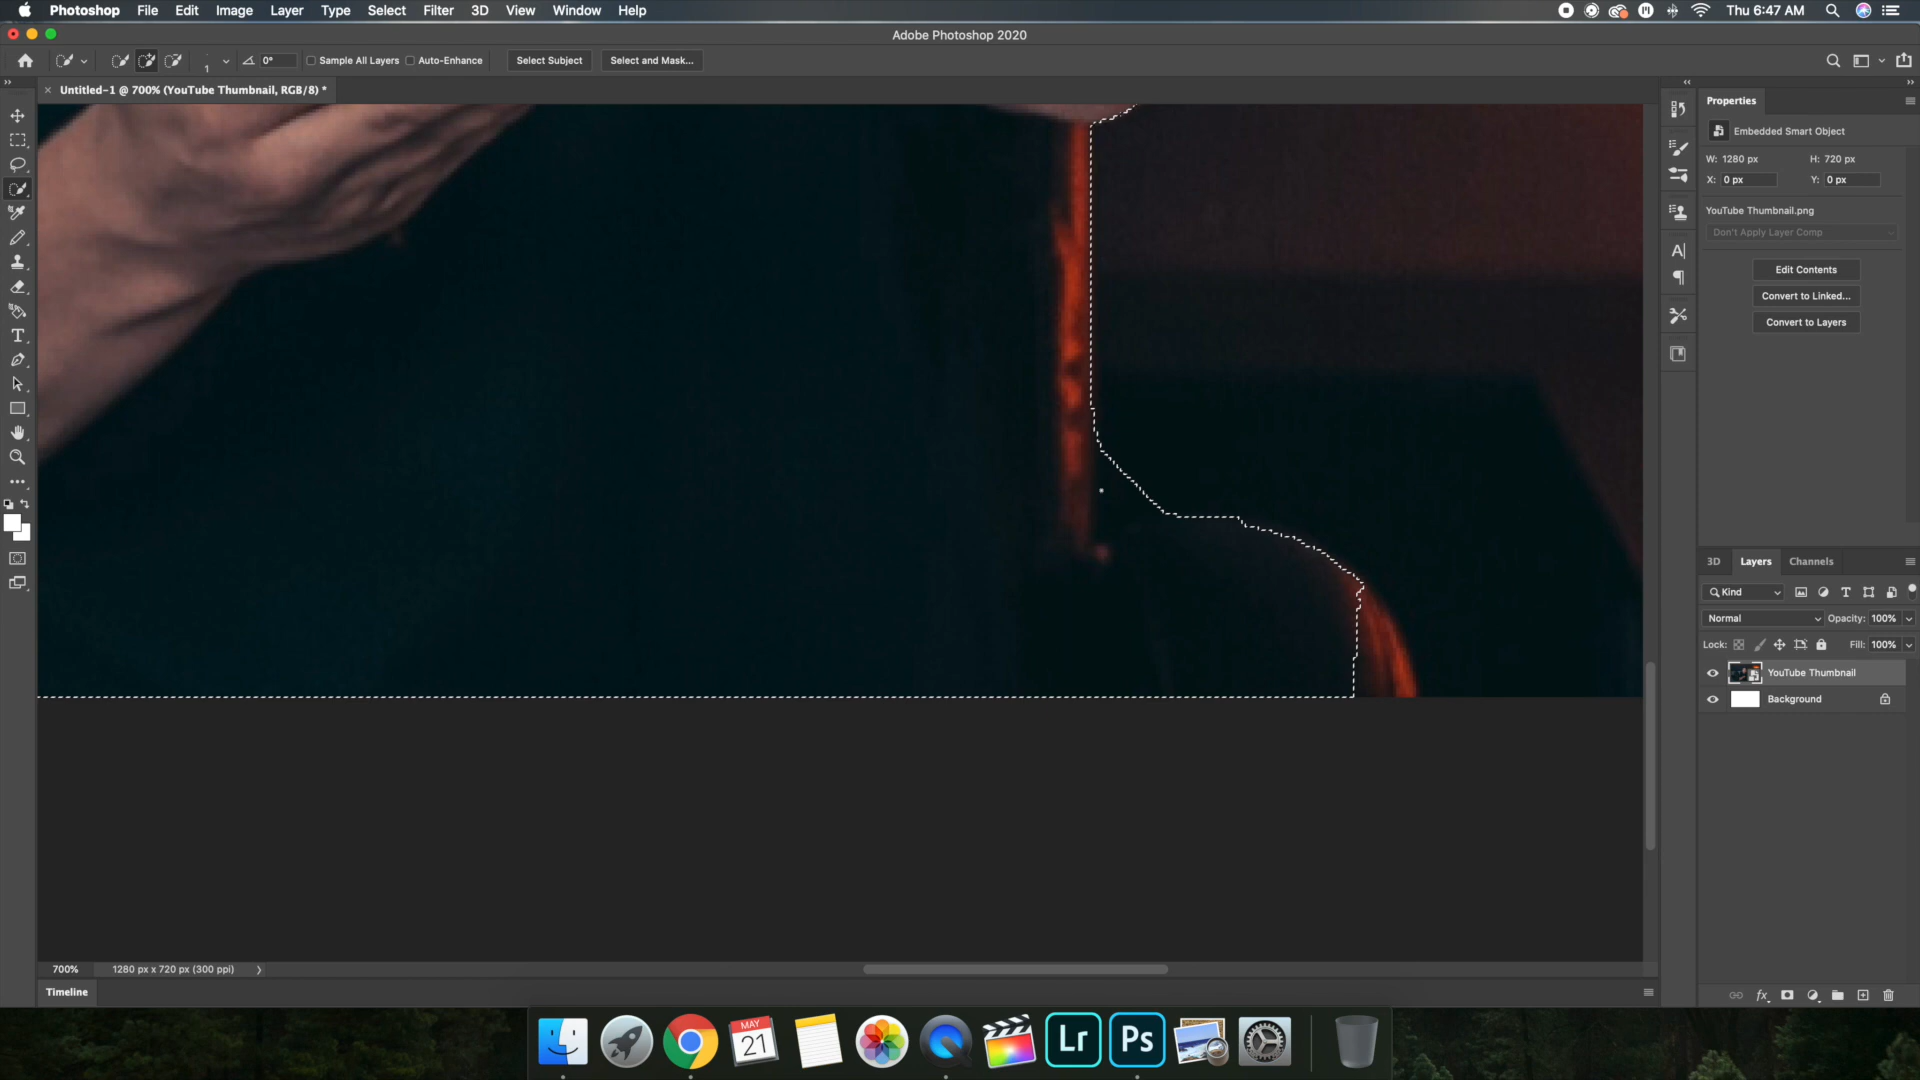 Photoshop File Edit Image Layer Type Select Filter 3D View Window Help Thu 6:47 AM
Adobe Photoshop 2020
1 0° Sample All Layers Auto-Enhance Select Subject Select and Mask...
Untitled-1 @ 700% (YouTube Thumbnail, RGB/8) *
Properties
Embedded Smart Object
W: 1280 px H: 720 px
X: 0 px Y: 0 px
YouTube Thumbnail.png
Don't Apply Layer Comp
Edit Contents
Convert to Linked...
Convert to Layers
3D Layers Channels
Kind
Normal Opacity: 100%
Lock: Fill: 100%
YouTube Thumbnail
Background
700% 1280 px x 720 px (300 ppi)
Timeline
MAY
21
Lr
Ps